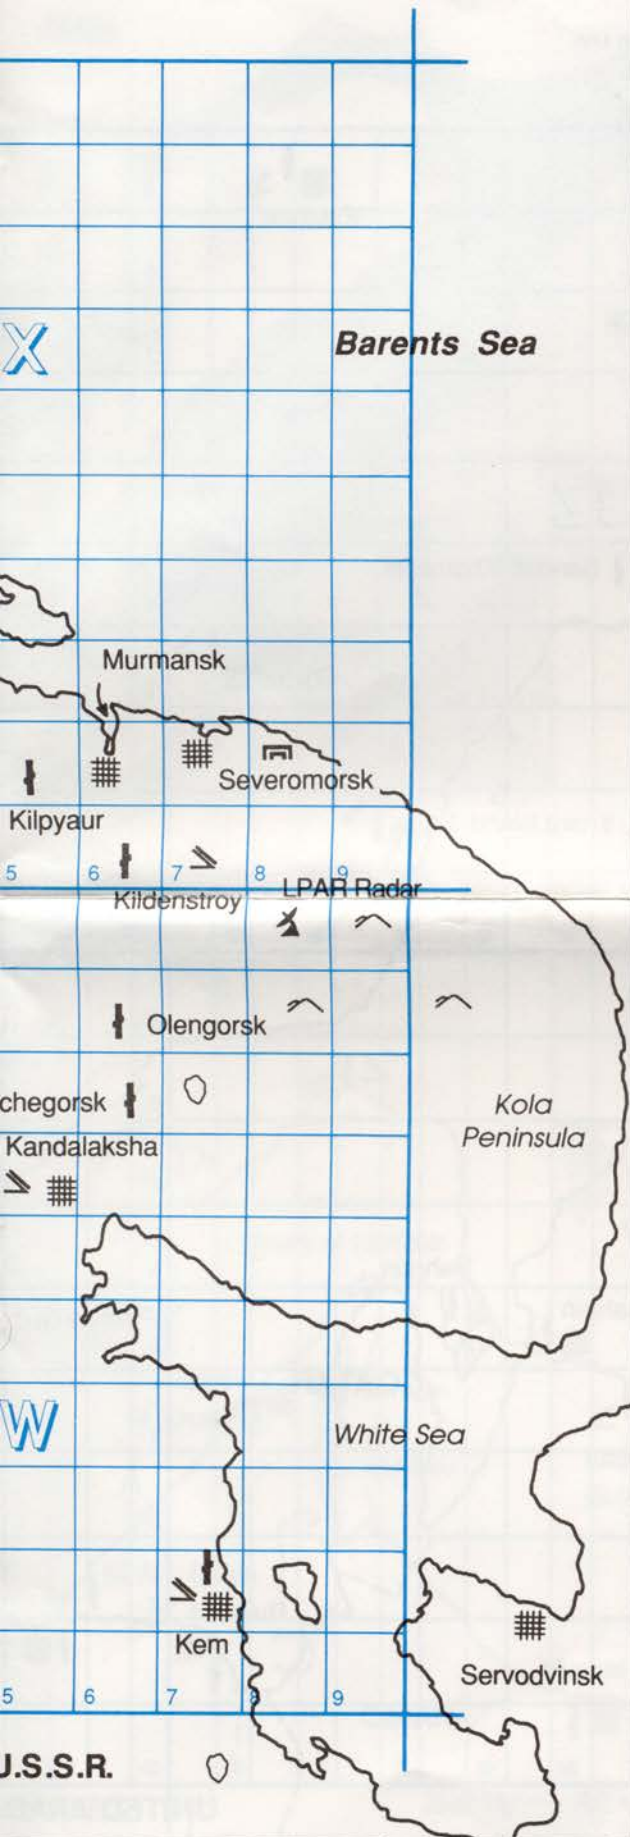 X
Barents Sea
Murmansk
Severomorsk
Kilpyaur
5 6 7 8 9
Kildenstroy
LPAR Radar
Olengorsk
chegorsk
Kola
Peninsula
Kandalaksha
W
White Sea
Kem
Servodvinsk
5 6 7 8 9
U.S.S.R.